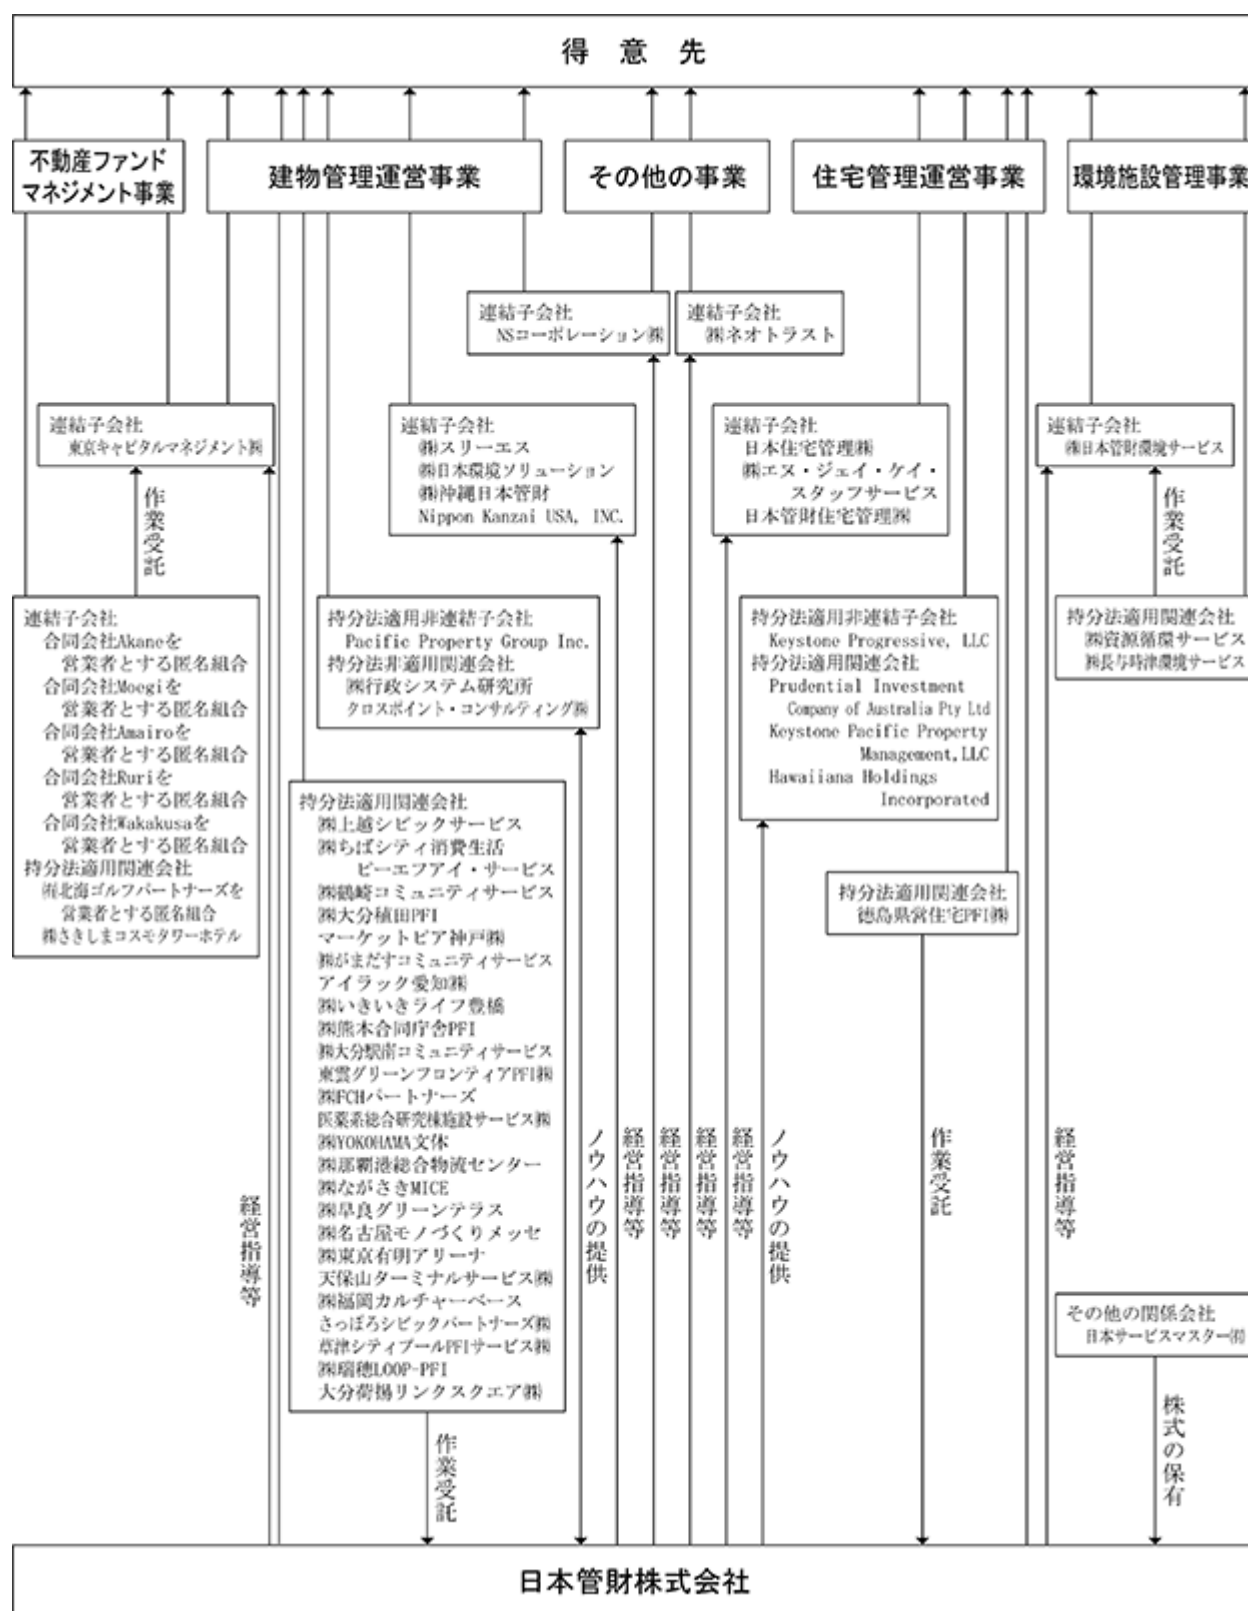 得意先
不動産ファンド
マネジメント事業
建物管理運営事業
その他の事業
住宅管理運営事業
環境施設管理事業
連結子会社
NSコーポレーション㈱
連結子会社
㈱ネオトラスト
連結子会社
東京キャピタルマネジメント㈱
連結子会社
㈱スリーエス
㈱日本環境ソリューション
㈱沖縄日本管財
Nippon Kanzai USA, INC.
連結子会社
日本住宅管理㈱
㈱エヌ・ジェイ・ケイ・
スタッフサービス
日本管財住宅管理㈱
連結子会社
㈱日本管財環境サービス
作業受託
作業受託
連結子会社
合同会社Akaneを
営業者とする匿名組合
合同会社Moegiを
営業者とする匿名組合
合同会社Amairoを
営業者とする匿名組合
合同会社Ruriを
営業者とする匿名組合
合同会社Wakakusaを
営業者とする匿名組合
持分法適用関連会社
㈲北海ゴルフパートナーズを
営業者とする匿名組合
㈱さきしまコスモタワーホテル
持分法適用非連結子会社
Pacific Property Group Inc.
持分法非適用関連会社
㈱行政システム研究所
クロスポイント・コンサルティング㈱
持分法適用非連結子会社
Keystone Progressive, LLC
持分法適用関連会社
Prudential Investment
Company of Australia Pty Ltd
Keystone Pacific Property
Management,LLC
Hawaiiana Holdings
Incorporated
持分法適用関連会社
㈱資源循環サービス
㈱長与時津環境サービス
持分法適用関連会社
㈱上越シビックサービス
㈱ちばシティ消費生活
ピーエフアイ・サービス
㈱鶴崎コミュニティサービス
㈱大分稙田PFI
マーケットピア神戸㈱
㈱がまだすコミュニティサービス
アイラック愛知㈱
㈱いきいきライフ豊橋
㈱熊本合同庁舎PFI
㈱大分駅南コミュニティサービス
東雲グリーンフロンティアPFI㈱
㈱FCHパートナーズ
医薬系総合研究棟施設サービス㈱
㈱YOKOHAMA文体
㈱那覇港総合物流センター
㈱ながさきMICE
㈱早良グリーンテラス
㈱名古屋モノづくりメッセ
㈱東京有明アリーナ
天保山ターミナルサービス㈱
㈱福岡カルチャーベース
さっぽろシビックパートナーズ㈱
草津シティプールPFIサービス㈱
㈱瑞穂LOOP-PFI
大分荷揚リンクスクエア㈱
持分法適用関連会社
徳島県営住宅PFI㈱
経営指導等
作業受託
ノウハウの提供
経営指導等
経営指導等
経営指導等
経営指導等
ノウハウの提供
作業受託
経営指導等
その他の関係会社
日本サービスマスター㈲
株式の保有
日本管財株式会社